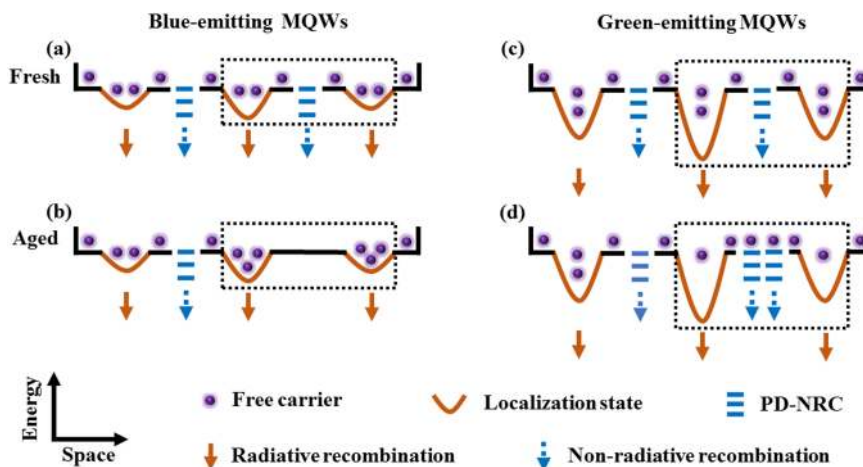 Blue-emitting MQWs
Green-emitting MQWs
(a)
Fresh
(c)
(b)
Aged
(d)
Energy
Space
Free carrier
Localization state
PD-NRC
Radiative recombination
Non-radiative recombination